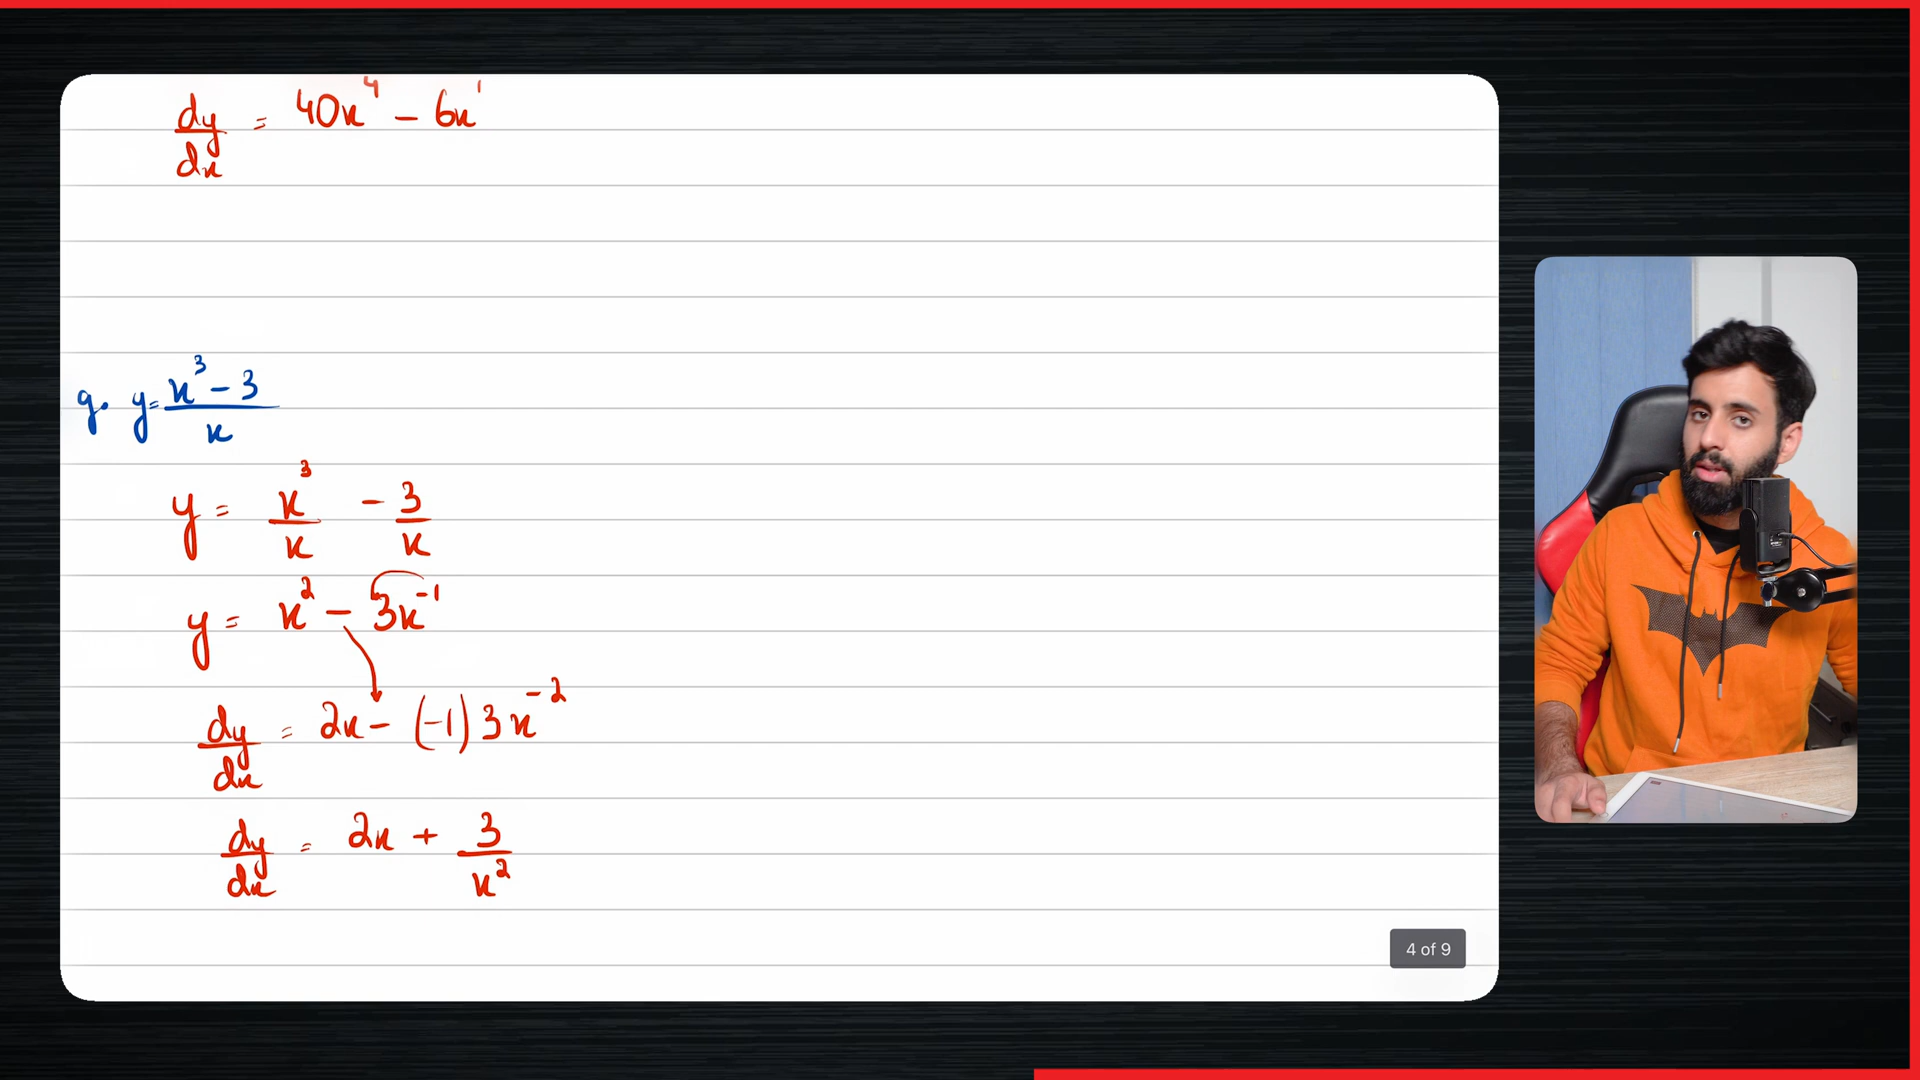 dy/dx = 40x⁴ - 6x¹
g. y = (x³ - 3)/x
y = x³/x - 3/x
y = x² - 3x⁻¹
dy/dx = 2x - (-1)3x⁻²
dy/dx = 2x + 3/x²
4 of 9